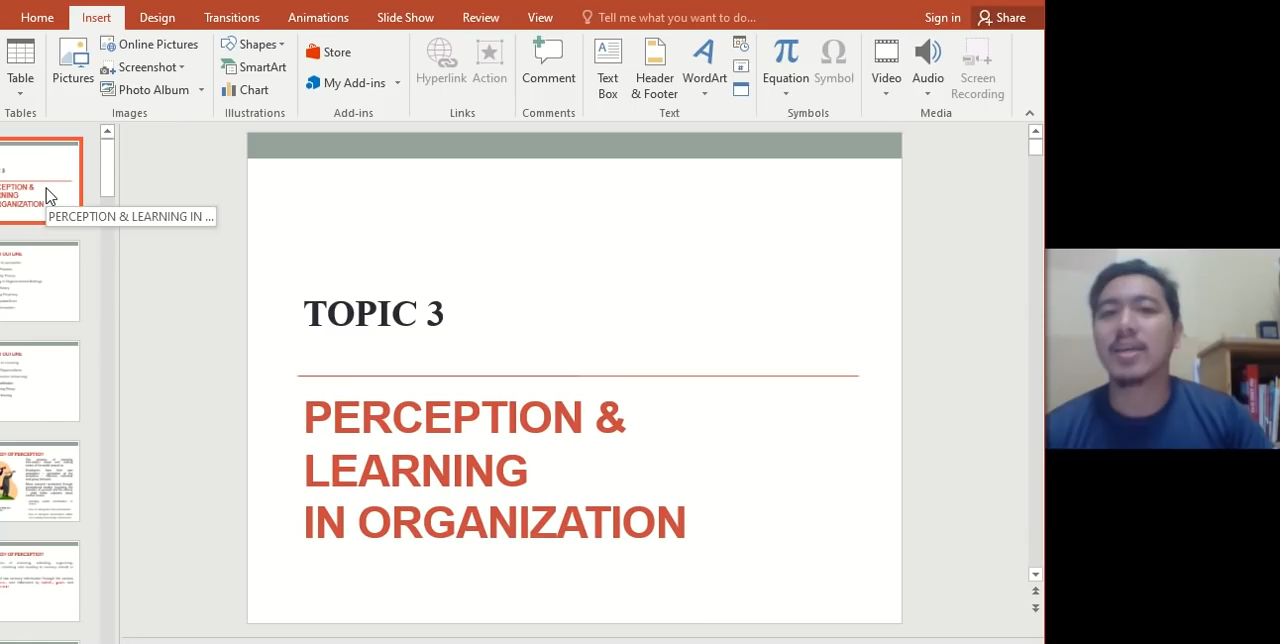 Home Insert Design Transitions Animations Slide Show Review View Tell me what you want to do... Sign in Share
Table
Pictures
Online Pictures
Screenshot
Photo Album
Shapes
SmartArt
Chart
Store
My Add-ins
Hyperlink
Action
Comment
Text
Box
Header
& Footer
WordArt
Equation
Symbol
Video
Audio
Screen
Recording
Tables Images Illustrations Add-ins Links Comments Text Symbols Media
PERCEPTION & LEARNING IN ...
TOPIC 3
PERCEPTION &
LEARNING
IN ORGANIZATION